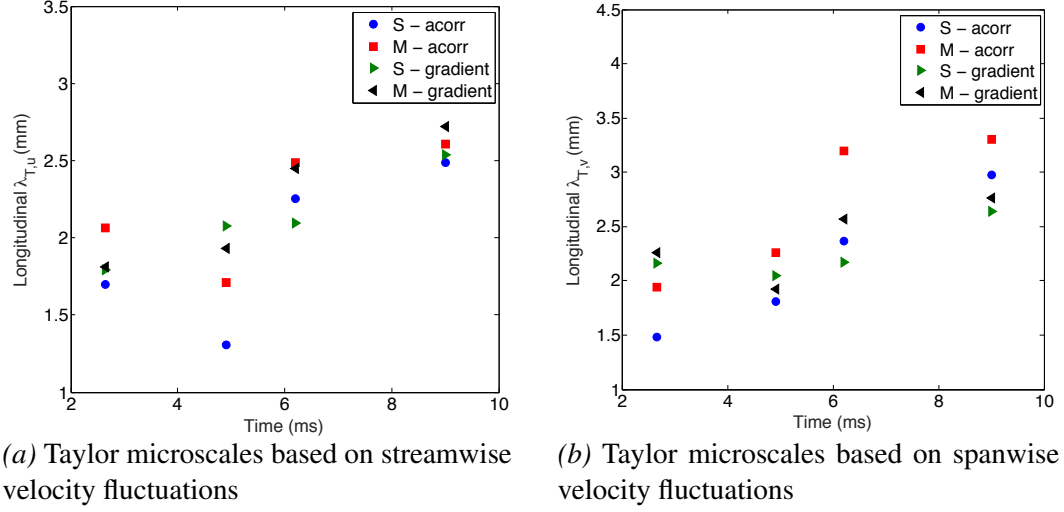 3.5
3
2.5
2
1.5
1
2
4
6
8
10
Longitudinal λT,u (mm)
Time (ms)
S – acorr
M – acorr
S – gradient
M – gradient
(a) Taylor microscales based on streamwise
velocity fluctuations
4.5
4
3.5
3
2.5
2
1.5
1
2
4
6
8
10
Longitudinal λT,v (mm)
Time (ms)
S – acorr
M – acorr
S – gradient
M – gradient
(b) Taylor microscales based on spanwise
velocity fluctuations